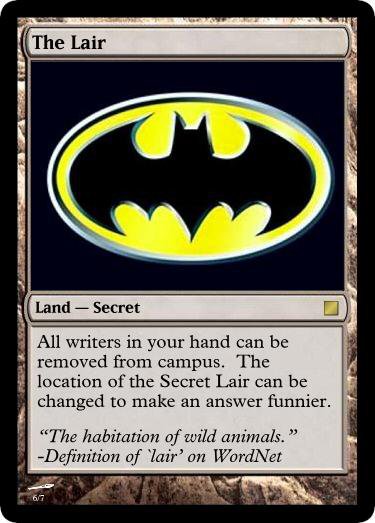 The Lair
Land — Secret
All writers in your hand can be
removed from campus.  The
location of the Secret Lair can be
changed to make an answer funnier.
“The habitation of wild animals.”
-Definition of `lair' on WordNet
6/7